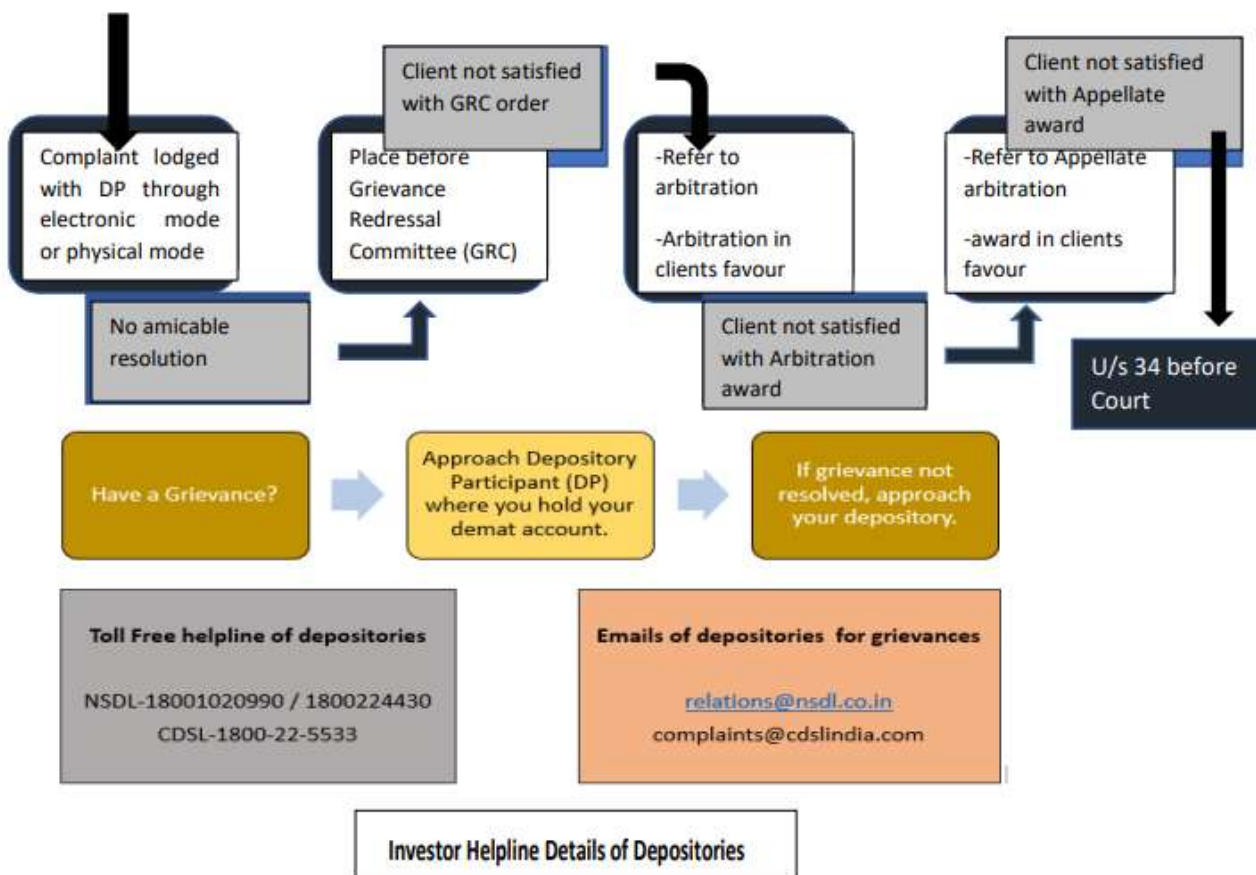 Complaint lodged
with DP through
electronic mode
or physical mode
No amicable
resolution
Place before
Grievance
Redressal
Committee (GRC)
Client not satisfied
with GRC order
-Refer to
arbitration
-Arbitration in
clients favour
Client not satisfied
with Arbitration
award
-Refer to Appellate
arbitration
-award in clients
favour
Client not satisfied
with Appellate
award
U/s 34 before
Court
Have a Grievance?
Approach Depository
Participant (DP)
where you hold your
demat account.
If grievance not
resolved, approach
your depository.
Toll Free helpline of depositories
NSDL-18001020990 / 1800224430
CDSL-1800-22-5533
Emails of depositories for grievances
relations@nsdl.co.in
complaints@cdslindia.com
Investor Helpline Details of Depositories